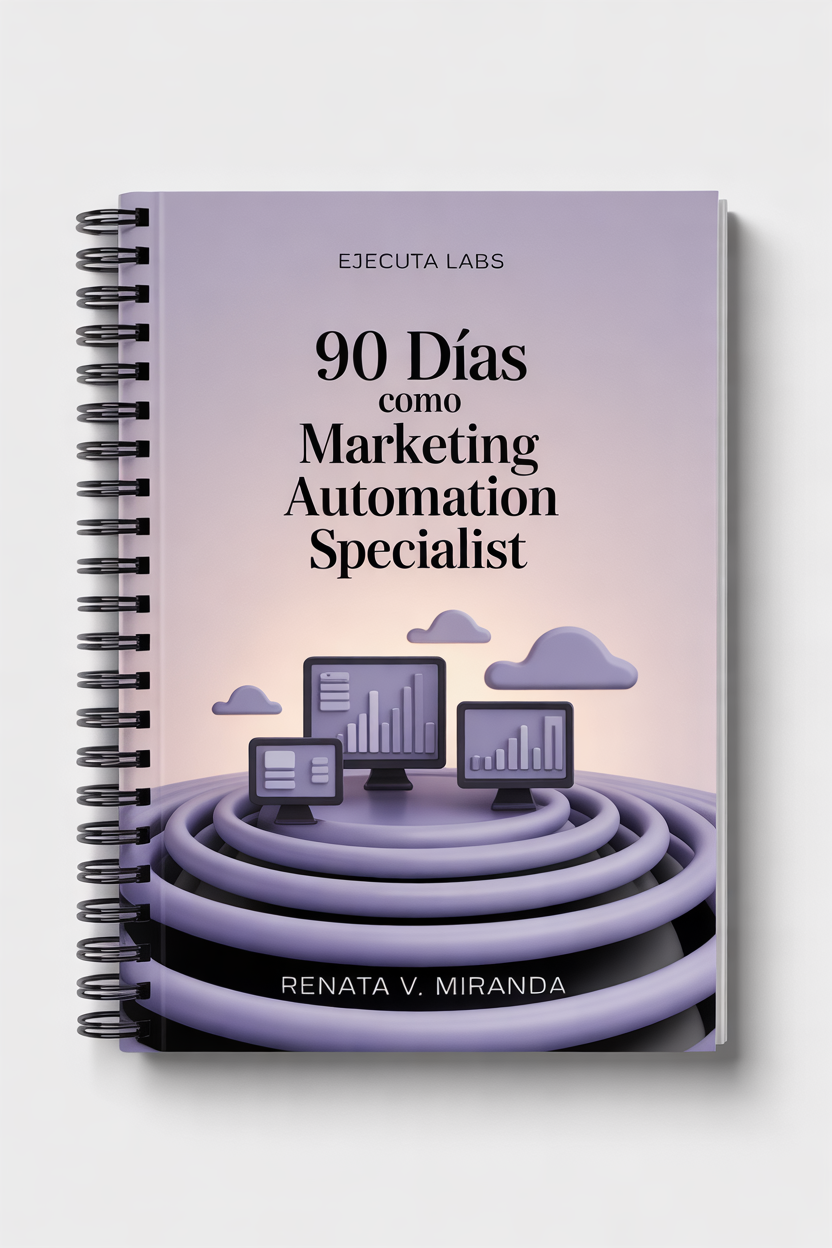 EJECUTA LABS
90 Días
como
Marketing
Automation
Specialist
RENATA V. MIRANDA